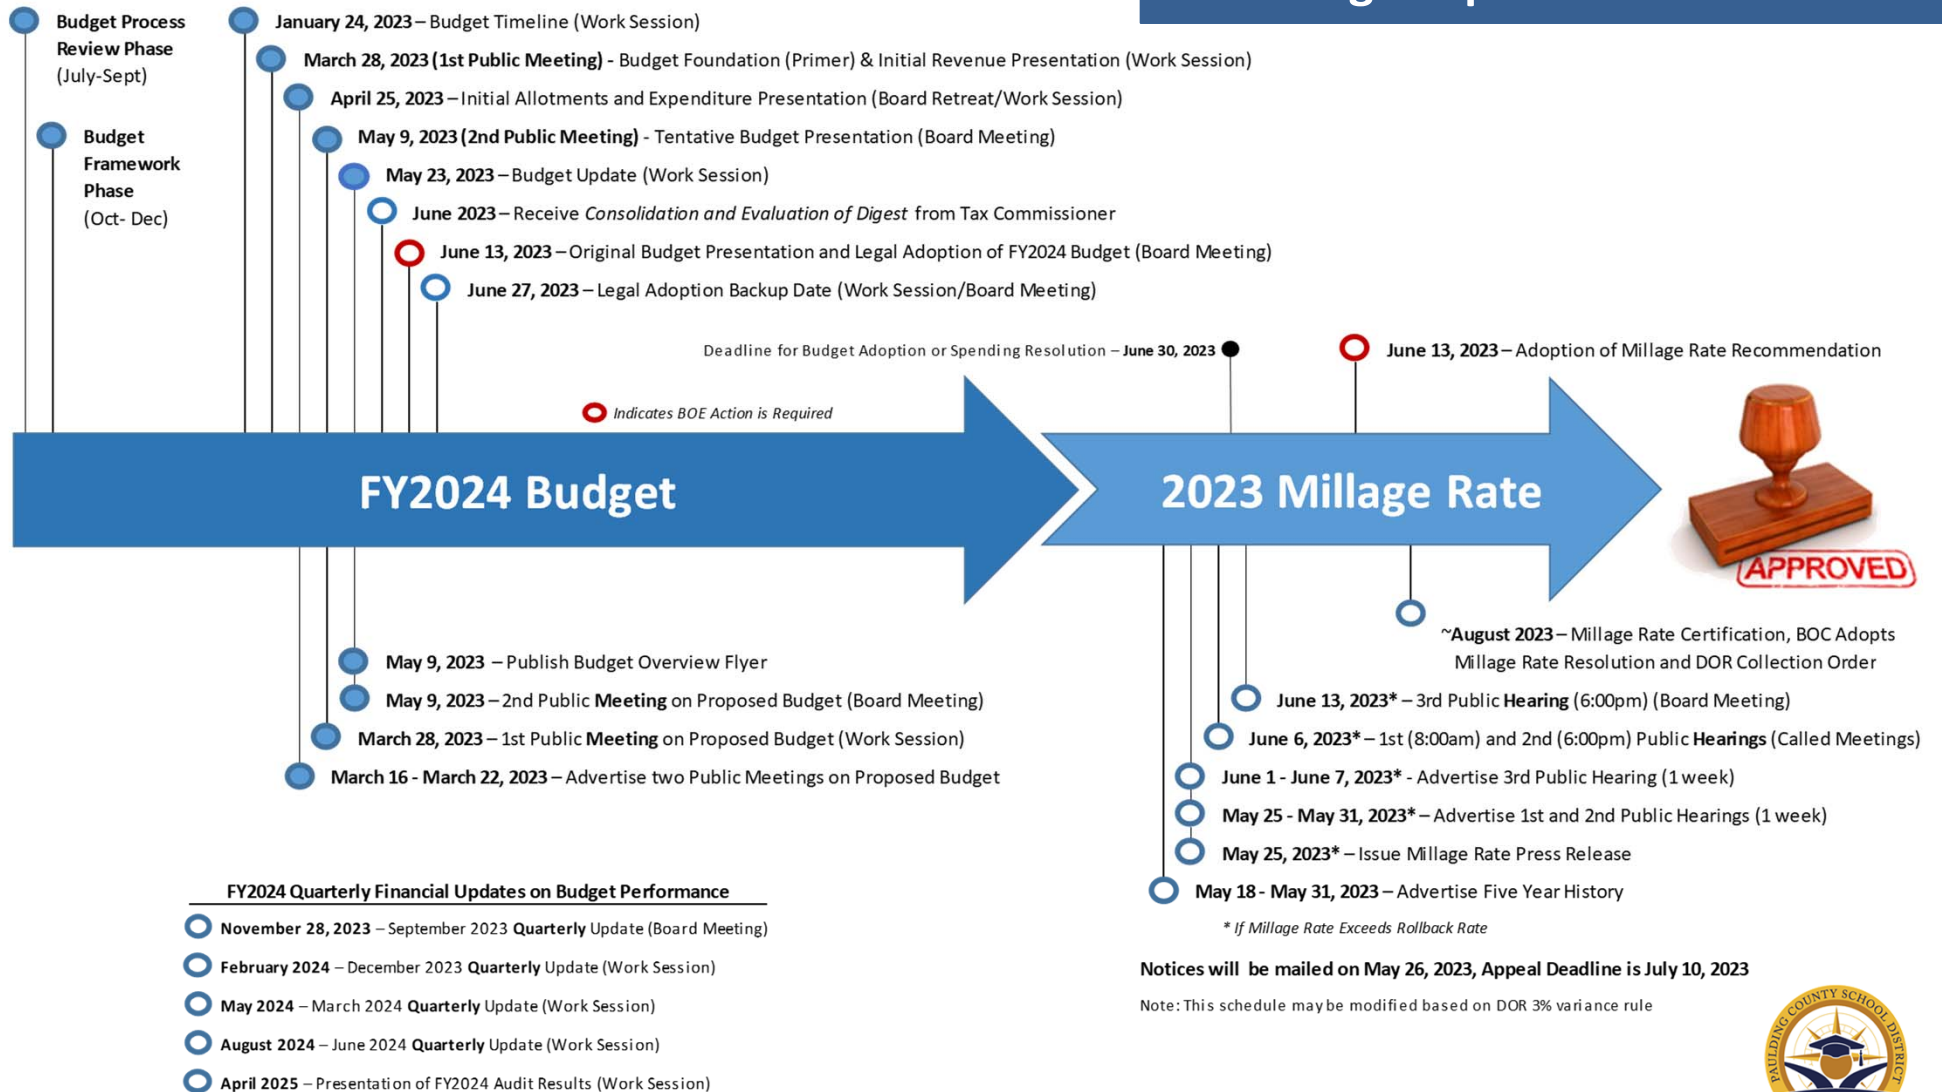 Budget Process
Review Phase
(July-Sept)
Budget
Framework
Phase
(Oct- Dec)
January 24, 2023 – Budget Timeline (Work Session)
March 28, 2023 (1st Public Meeting) - Budget Foundation (Primer) & Initial Revenue Presentation (Work Session)
April 25, 2023 – Initial Allotments and Expenditure Presentation (Board Retreat/Work Session)
May 9, 2023 (2nd Public Meeting) - Tentative Budget Presentation (Board Meeting)
May 23, 2023 – Budget Update (Work Session)
June 2023 – Receive Consolidation and Evaluation of Digest from Tax Commissioner
June 13, 2023 – Original Budget Presentation and Legal Adoption of FY2024 Budget (Board Meeting)
June 27, 2023 – Legal Adoption Backup Date (Work Session/Board Meeting)
Deadline for Budget Adoption or Spending Resolution – June 30, 2023
June 13, 2023 – Adoption of Millage Rate Recommendation
Indicates BOE Action is Required
FY2024 Budget
2023 Millage Rate
APPROVED
May 9, 2023 – Publish Budget Overview Flyer
May 9, 2023 – 2nd Public Meeting on Proposed Budget (Board Meeting)
March 28, 2023 – 1st Public Meeting on Proposed Budget (Work Session)
March 16 - March 22, 2023 – Advertise two Public Meetings on Proposed Budget
~August 2023 – Millage Rate Certification, BOC Adopts
Millage Rate Resolution and DOR Collection Order
June 13, 2023* – 3rd Public Hearing (6:00pm) (Board Meeting)
June 6, 2023* – 1st (8:00am) and 2nd (6:00pm) Public Hearings (Called Meetings)
June 1 - June 7, 2023* - Advertise 3rd Public Hearing (1 week)
May 25 - May 31, 2023* – Advertise 1st and 2nd Public Hearings (1 week)
May 25, 2023* – Issue Millage Rate Press Release
May 18 - May 31, 2023 – Advertise Five Year History
* If Millage Rate Exceeds Rollback Rate
Notices will be mailed on May 26, 2023, Appeal Deadline is July 10, 2023
Note: This schedule may be modified based on DOR 3% variance rule
FY2024 Quarterly Financial Updates on Budget Performance
November 28, 2023 – September 2023 Quarterly Update (Board Meeting)
February 2024 – December 2023 Quarterly Update (Work Session)
May 2024 – March 2024 Quarterly Update (Work Session)
August 2024 – June 2024 Quarterly Update (Work Session)
April 2025 – Presentation of FY2024 Audit Results (Work Session)
PAULDING COUNTY SCHOOL DISTRICT